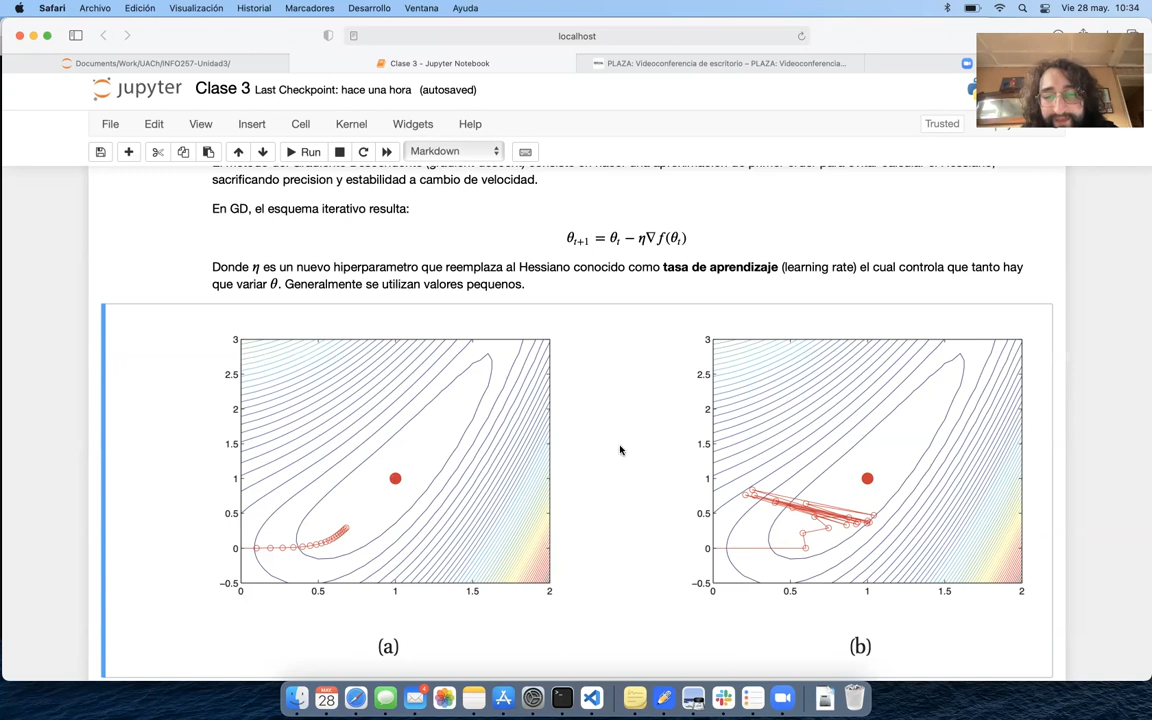 Safari Archivo Edición Visualización Historial Marcadores Desarrollo Ventana Ayuda
Vie 28 may. 10:34
localhost
Documents/Work/UACh/INFO257-Unidad3/
Clase 3 - Jupyter Notebook
PLAZA: Videoconferencia de escritorio – PLAZA: Videoconferencia...
jupyter Clase 3 Last Checkpoint: hace una hora (autosaved)
File Edit View Insert Cell Kernel Widgets Help
Trusted
Run
Markdown
sacrificando precision y estabilidad a cambio de velocidad.
En GD, el esquema iterativo resulta:
θt+1 = θt − η∇f(θt)
Donde η es un nuevo hiperparametro que reemplaza al Hessiano conocido como tasa de aprendizaje (learning rate) el cual controla que tanto hay
que variar θ. Generalmente se utilizan valores pequenos.
3
2.5
2
1.5
1
0.5
0
−0.5
0 0.5 1 1.5 2
(a)
3
2.5
2
1.5
1
0.5
0
−0.5
0 0.5 1 1.5 2
(b)
MAY.
28
4